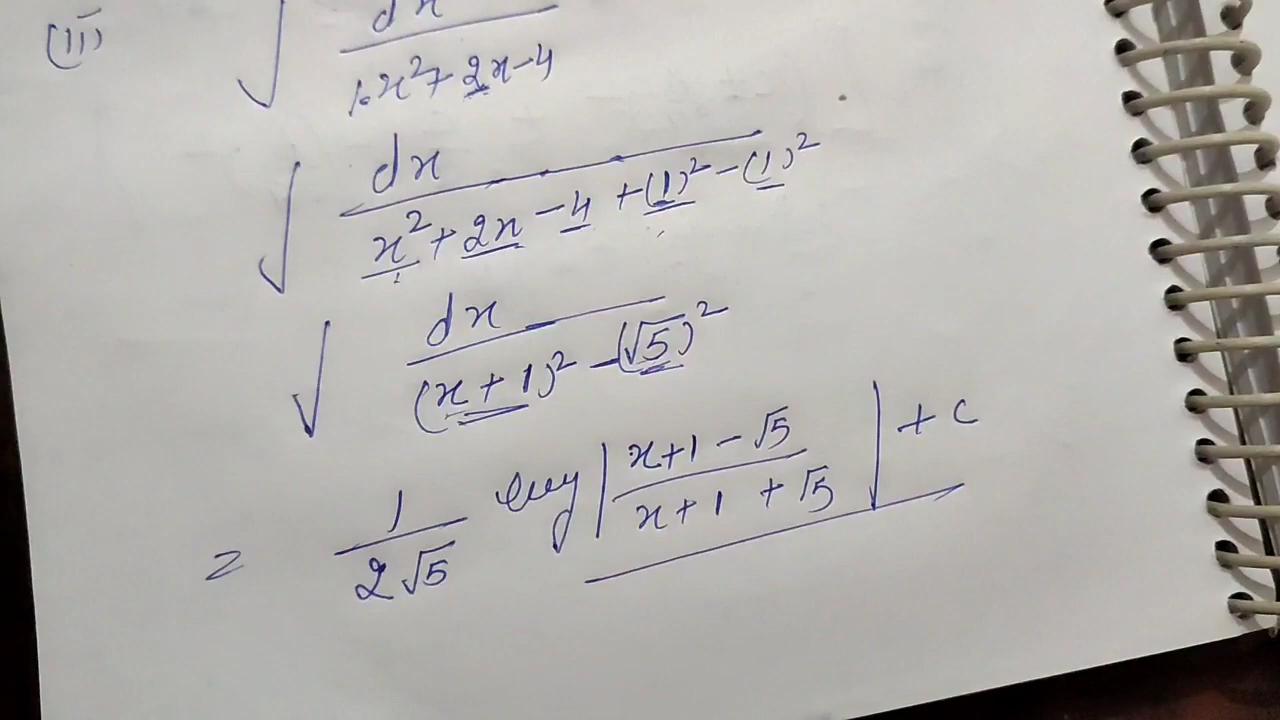 (ii) ∫ dx / 1.x²+2x-4
∫ dx / x²+2x-4+(1)²-(1)²
∫ dx / (x+1)²-(√5)²
= 1/2√5 log | x+1-√5 / x+1+√5 | + c